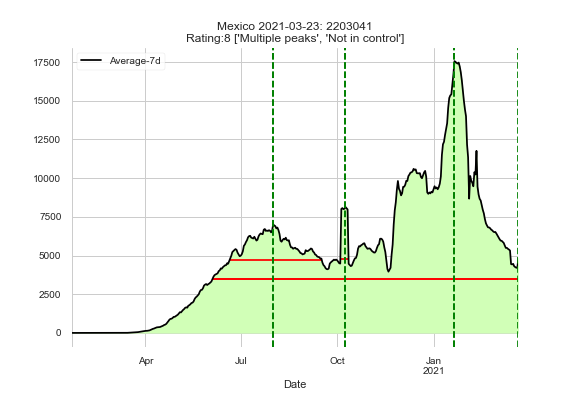 Mexico 2021-03-23: 2203041
Rating:8 ['Multiple peaks', 'Not in control']
Average-7d
17500
15000
12500
10000
7500
5000
2500
0
Apr
Jul
Oct
Jan
2021
Date